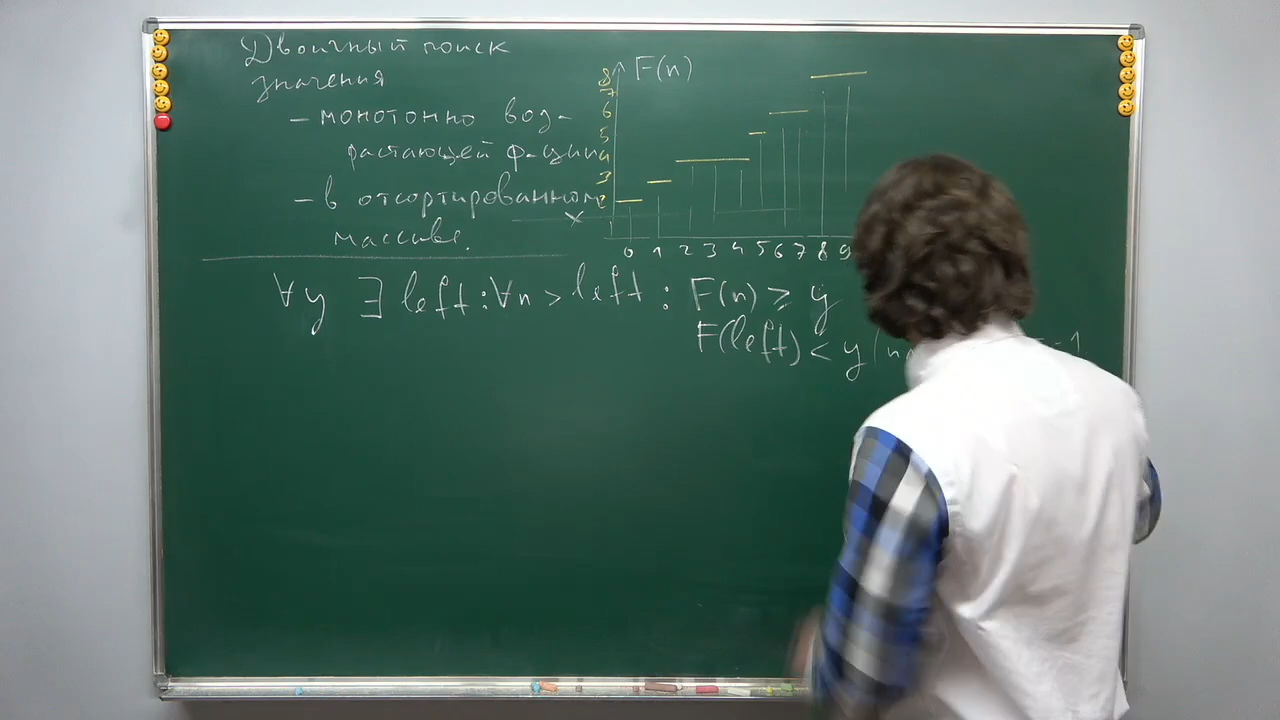 Двоичный поиск
значения
- монотонно воз-
растающей ф-ции
- в отсортированном
массиве.
F(n)
8
7
6
5
4
3
2
x
0 1 2 3 4 5 6 7 8 9
∀y ∃ left : ∀n > left : F(n) ⩾ y
F(left) < y
-1